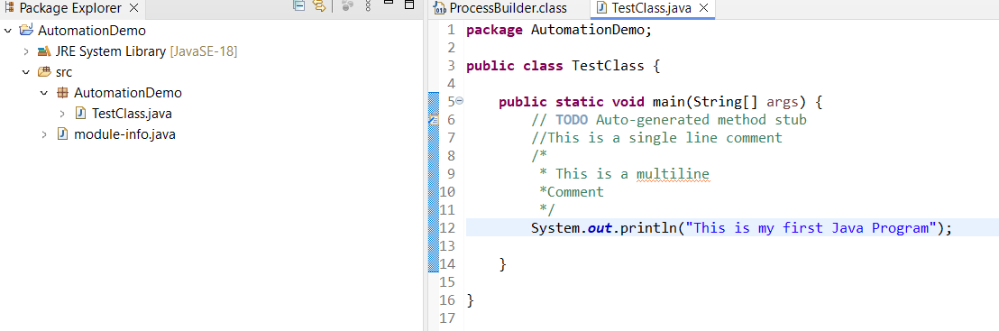 Package Explorer
AutomationDemo
JRE System Library [JavaSE-18]
src
AutomationDemo
TestClass.java
module-info.java
ProcessBuilder.class
TestClass.java
1 package AutomationDemo;
2
3 public class TestClass {
4
5 public static void main(String[] args) {
6 // TODO Auto-generated method stub
7 //This is a single line comment
8 /*
9 * This is a multiline
10 *Comment
11 */
12 System.out.println("This is my first Java Program");
13
14 }
15
16 }
17